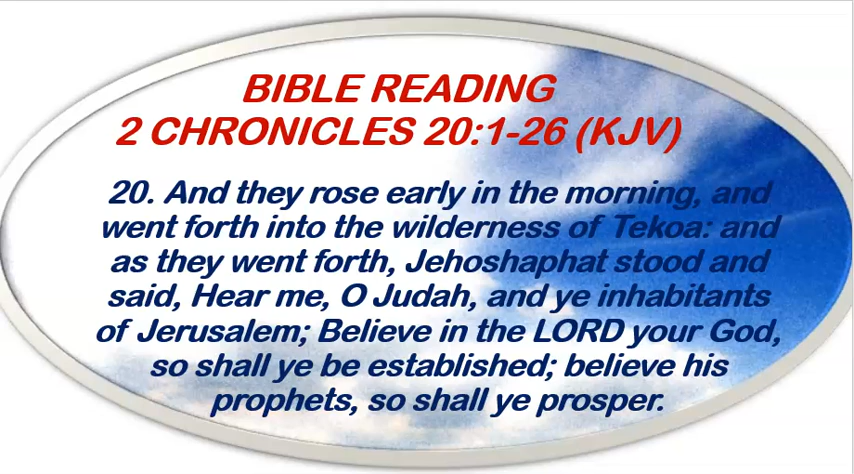 BIBLE READING
2 CHRONICLES 20:1-26 (KJV)
20. And they rose early in the morning, and
went forth into the wilderness of Tekoa: and
as they went forth, Jehoshaphat stood and
said, Hear me, O Judah, and ye inhabitants
of Jerusalem; Believe in the LORD your God,
so shall ye be established; believe his
prophets, so shall ye prosper.